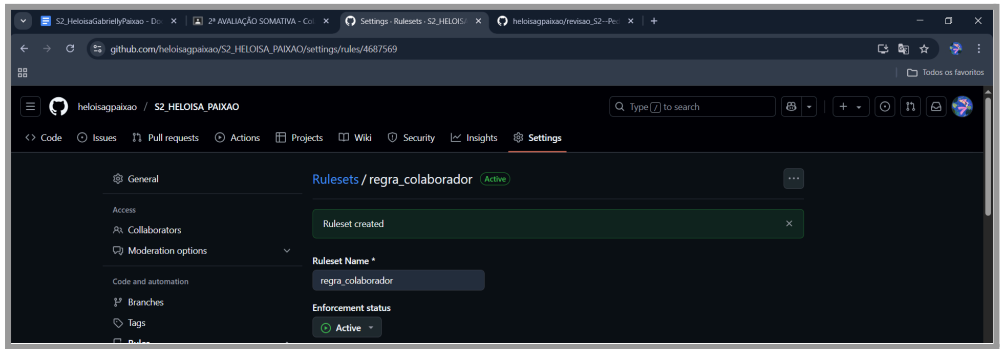 S2_HeloisaGabriellyPaixao - Do
2ª AVALIAÇÃO SOMATIVA - Co
Settings · Rulesets · S2_HELOISA
heloisagpaixao/revisao_S2--Pe
github.com/heloisagpaixao/S2_HELOISA_PAIXAO/settings/rules/4687569
Todos os favoritos
heloisagpaixao / S2_HELOISA_PAIXAO
Type / to search
Code
Issues
Pull requests
Actions
Projects
Wiki
Security
Insights
Settings
General
Rulesets / regra_colaborador Active
Access
Collaborators
Moderation options
Ruleset created
Ruleset Name *
regra_colaborador
Code and automation
Branches
Tags
Rules
Enforcement status
Active